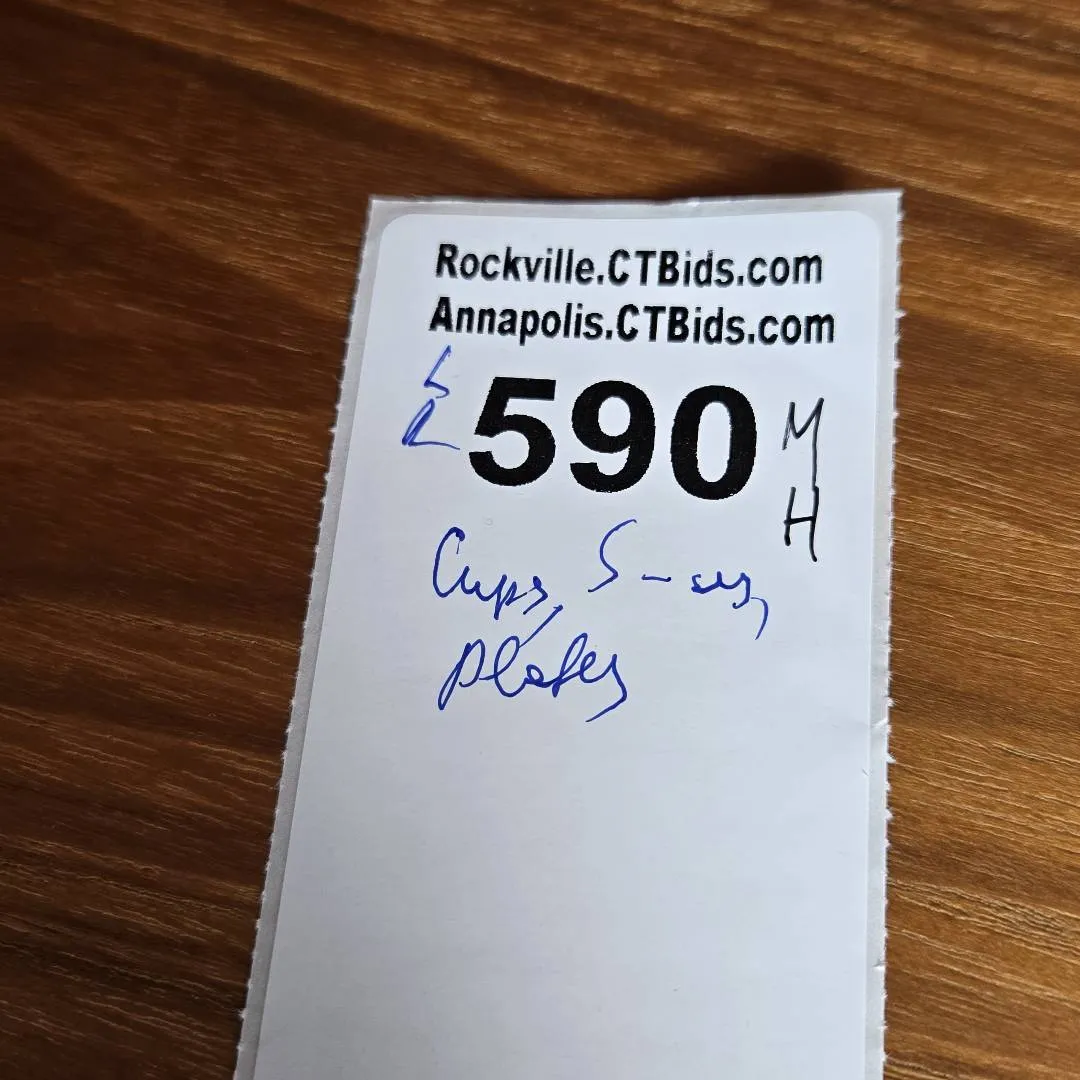 Rockville.CTBids.com
Annapolis.CTBids.com
590
M
H
Cups, S-
plates